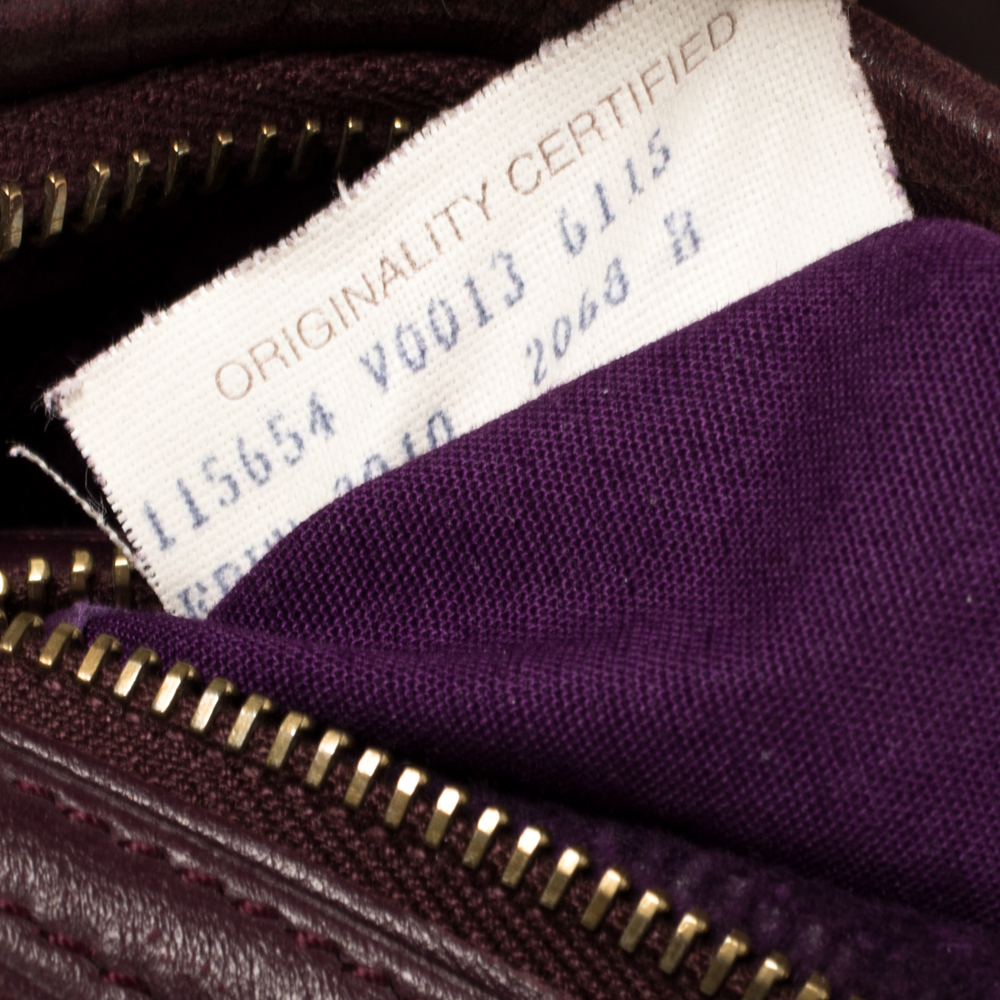 ORIGINALITY CERTIFIED
115654 V0013 6115
2068 B